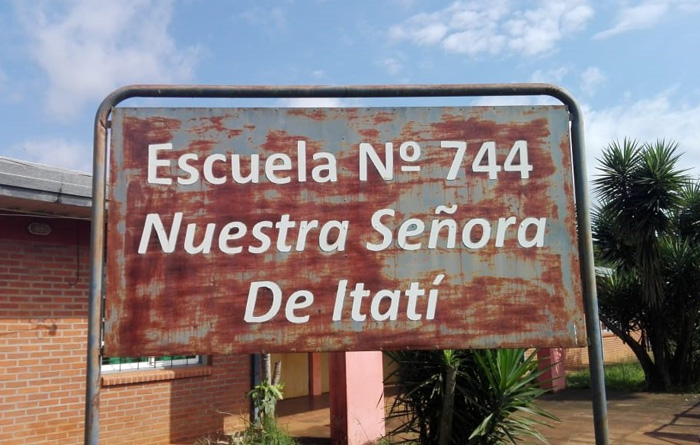 Escuela Nº 744
Nuestra Señora
De Itatí